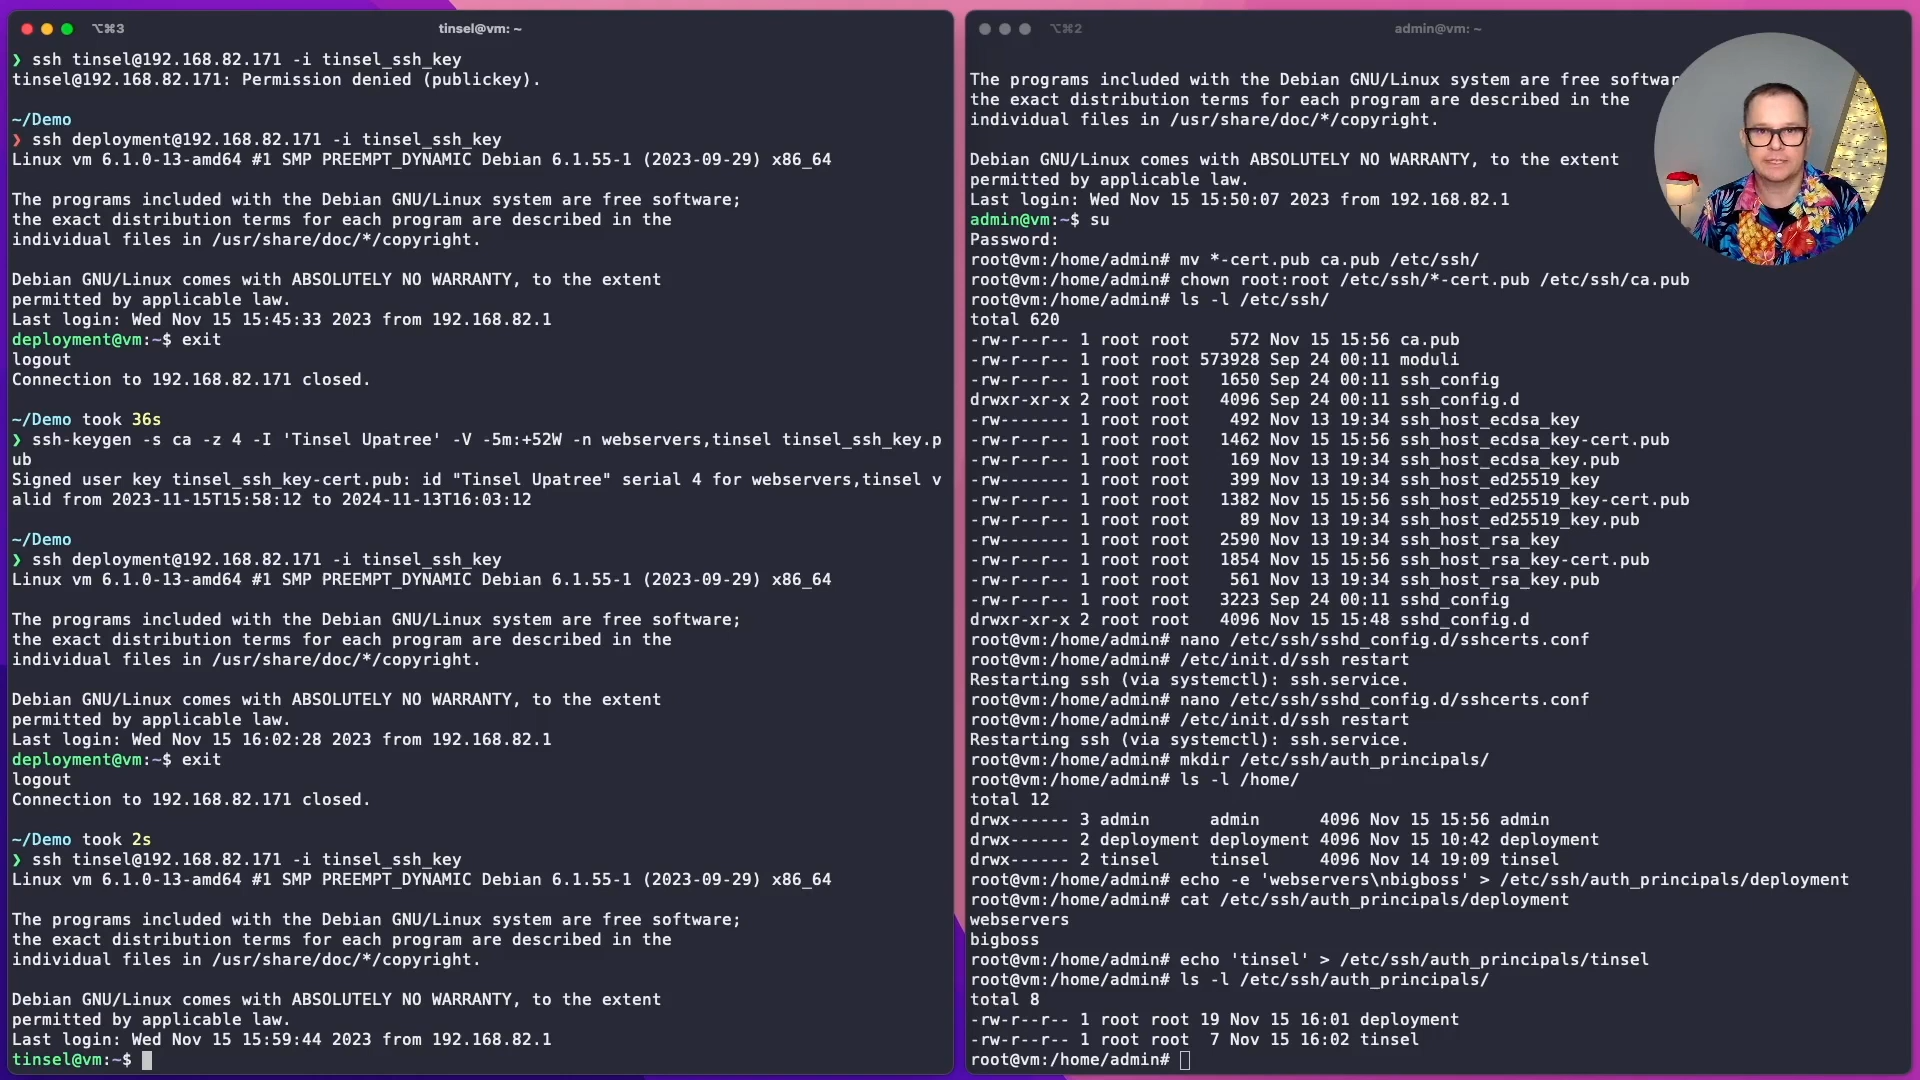 ⌥⌘3
tinsel@vm: ~
❯ ssh tinsel@192.168.82.171 -i tinsel_ssh_key
tinsel@192.168.82.171: Permission denied (publickey).
~/Demo
❯ ssh deployment@192.168.82.171 -i tinsel_ssh_key
Linux vm 6.1.0-13-amd64 #1 SMP PREEMPT_DYNAMIC Debian 6.1.55-1 (2023-09-29) x86_64
The programs included with the Debian GNU/Linux system are free software;
the exact distribution terms for each program are described in the
individual files in /usr/share/doc/*/copyright.
Debian GNU/Linux comes with ABSOLUTELY NO WARRANTY, to the extent
permitted by applicable law.
Last login: Wed Nov 15 15:45:33 2023 from 192.168.82.1
deployment@vm:~$ exit
logout
Connection to 192.168.82.171 closed.
~/Demo took 36s
❯ ssh-keygen -s ca -z 4 -I 'Tinsel Upatree' -V -5m:+52W -n webservers,tinsel tinsel_ssh_key.p
ub
Signed user key tinsel_ssh_key-cert.pub: id "Tinsel Upatree" serial 4 for webservers,tinsel v
alid from 2023-11-15T15:58:12 to 2024-11-13T16:03:12
~/Demo
❯ ssh deployment@192.168.82.171 -i tinsel_ssh_key
Linux vm 6.1.0-13-amd64 #1 SMP PREEMPT_DYNAMIC Debian 6.1.55-1 (2023-09-29) x86_64
The programs included with the Debian GNU/Linux system are free software;
the exact distribution terms for each program are described in the
individual files in /usr/share/doc/*/copyright.
Debian GNU/Linux comes with ABSOLUTELY NO WARRANTY, to the extent
permitted by applicable law.
Last login: Wed Nov 15 16:02:28 2023 from 192.168.82.1
deployment@vm:~$ exit
logout
Connection to 192.168.82.171 closed.
~/Demo took 2s
❯ ssh tinsel@192.168.82.171 -i tinsel_ssh_key
Linux vm 6.1.0-13-amd64 #1 SMP PREEMPT_DYNAMIC Debian 6.1.55-1 (2023-09-29) x86_64
The programs included with the Debian GNU/Linux system are free software;
the exact distribution terms for each program are described in the
individual files in /usr/share/doc/*/copyright.
Debian GNU/Linux comes with ABSOLUTELY NO WARRANTY, to the extent
permitted by applicable law.
Last login: Wed Nov 15 15:59:44 2023 from 192.168.82.1
tinsel@vm:~$
⌥⌘2
admin@vm: ~
The programs included with the Debian GNU/Linux system are free softwar
the exact distribution terms for each program are described in the
individual files in /usr/share/doc/*/copyright.
Debian GNU/Linux comes with ABSOLUTELY NO WARRANTY, to the extent
permitted by applicable law.
Last login: Wed Nov 15 15:50:07 2023 from 192.168.82.1
admin@vm:~$ su
Password:
root@vm:/home/admin# mv *-cert.pub ca.pub /etc/ssh/
root@vm:/home/admin# chown root:root /etc/ssh/*-cert.pub /etc/ssh/ca.pub
root@vm:/home/admin# ls -l /etc/ssh/
total 620
-rw-r--r-- 1 root root    572 Nov 15 15:56 ca.pub
-rw-r--r-- 1 root root 573928 Sep 24 00:11 moduli
-rw-r--r-- 1 root root   1650 Sep 24 00:11 ssh_config
drwxr-xr-x 2 root root   4096 Sep 24 00:11 ssh_config.d
-rw------- 1 root root    492 Nov 13 19:34 ssh_host_ecdsa_key
-rw-r--r-- 1 root root   1462 Nov 15 15:56 ssh_host_ecdsa_key-cert.pub
-rw-r--r-- 1 root root    169 Nov 13 19:34 ssh_host_ecdsa_key.pub
-rw------- 1 root root    399 Nov 13 19:34 ssh_host_ed25519_key
-rw-r--r-- 1 root root   1382 Nov 15 15:56 ssh_host_ed25519_key-cert.pub
-rw-r--r-- 1 root root     89 Nov 13 19:34 ssh_host_ed25519_key.pub
-rw------- 1 root root   2590 Nov 13 19:34 ssh_host_rsa_key
-rw-r--r-- 1 root root   1854 Nov 15 15:56 ssh_host_rsa_key-cert.pub
-rw-r--r-- 1 root root    561 Nov 13 19:34 ssh_host_rsa_key.pub
-rw-r--r-- 1 root root   3223 Sep 24 00:11 sshd_config
drwxr-xr-x 2 root root   4096 Nov 15 15:48 sshd_config.d
root@vm:/home/admin# nano /etc/ssh/sshd_config.d/sshcerts.conf
root@vm:/home/admin# /etc/init.d/ssh restart
Restarting ssh (via systemctl): ssh.service.
root@vm:/home/admin# nano /etc/ssh/sshd_config.d/sshcerts.conf
root@vm:/home/admin# /etc/init.d/ssh restart
Restarting ssh (via systemctl): ssh.service.
root@vm:/home/admin# mkdir /etc/ssh/auth_principals/
root@vm:/home/admin# ls -l /home/
total 12
drwx------ 3 admin      admin      4096 Nov 15 15:56 admin
drwx------ 2 deployment deployment 4096 Nov 15 10:42 deployment
drwx------ 2 tinsel     tinsel     4096 Nov 14 19:09 tinsel
root@vm:/home/admin# echo -e 'webservers\nbigboss' > /etc/ssh/auth_principals/deployment
root@vm:/home/admin# cat /etc/ssh/auth_principals/deployment
webservers
bigboss
root@vm:/home/admin# echo 'tinsel' > /etc/ssh/auth_principals/tinsel
root@vm:/home/admin# ls -l /etc/ssh/auth_principals/
total 8
-rw-r--r-- 1 root root 19 Nov 15 16:01 deployment
-rw-r--r-- 1 root root  7 Nov 15 16:02 tinsel
root@vm:/home/admin#